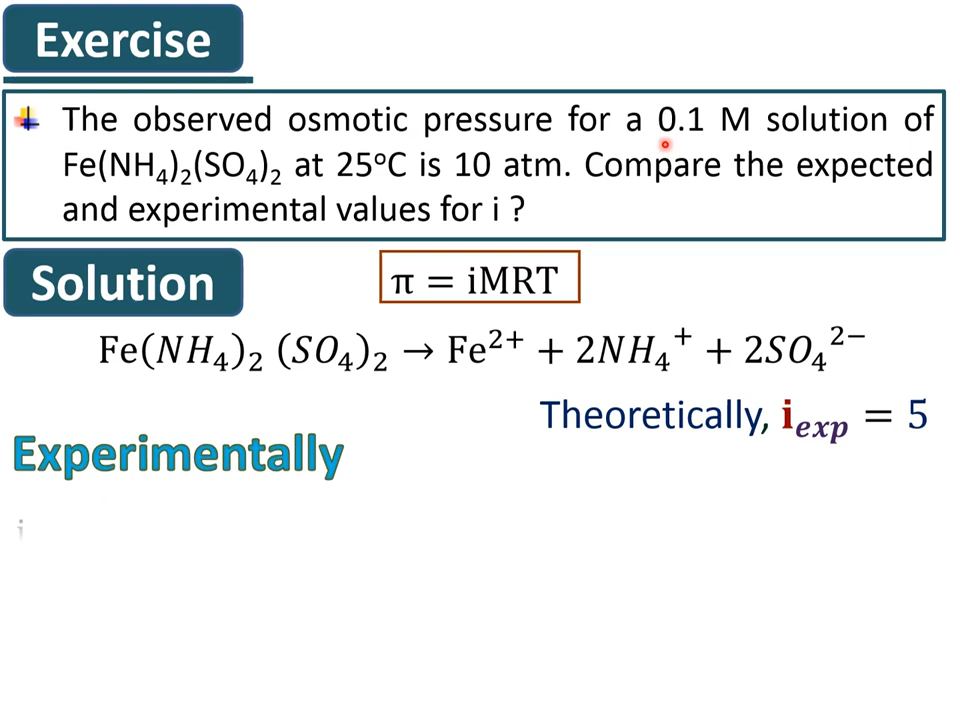 Exercise
The observed osmotic pressure for a 0.1 M solution of
Fe(NH₄)₂(SO₄)₂ at 25ºC is 10 atm. Compare the expected
and experimental values for i ?
Solution
π = iMRT
Fe(NH₄)₂ (SO₄)₂ → Fe²⁺ + 2NH₄⁺ + 2SO₄²⁻
Theoretically, i_exp = 5
Experimentally
i